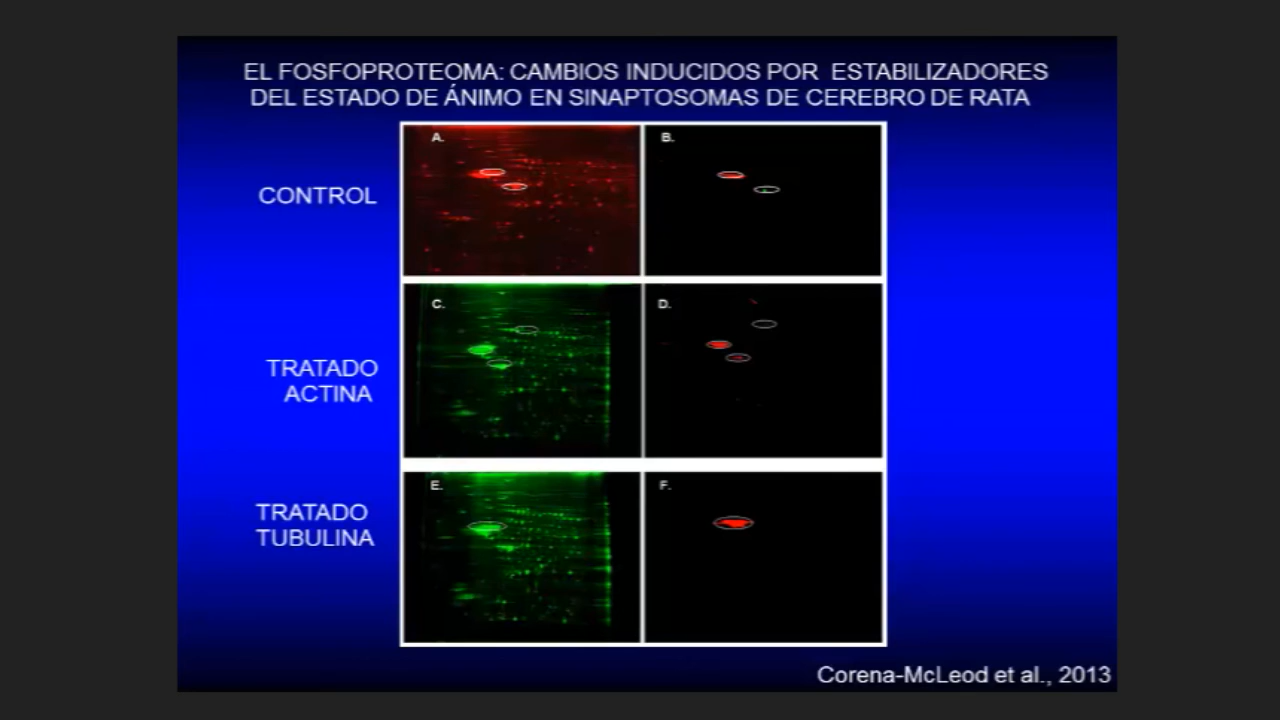 EL FOSFOPROTEOMA: CAMBIOS INDUCIDOS POR ESTABILIZADORES
DEL ESTADO DE ÁNIMO EN SINAPTOSOMAS DE CEREBRO DE RATA
A.
B.
CONTROL
C.
D.
TRATADO
ACTINA
E.
F.
TRATADO
TUBULINA
Corena-McLeod et al., 2013